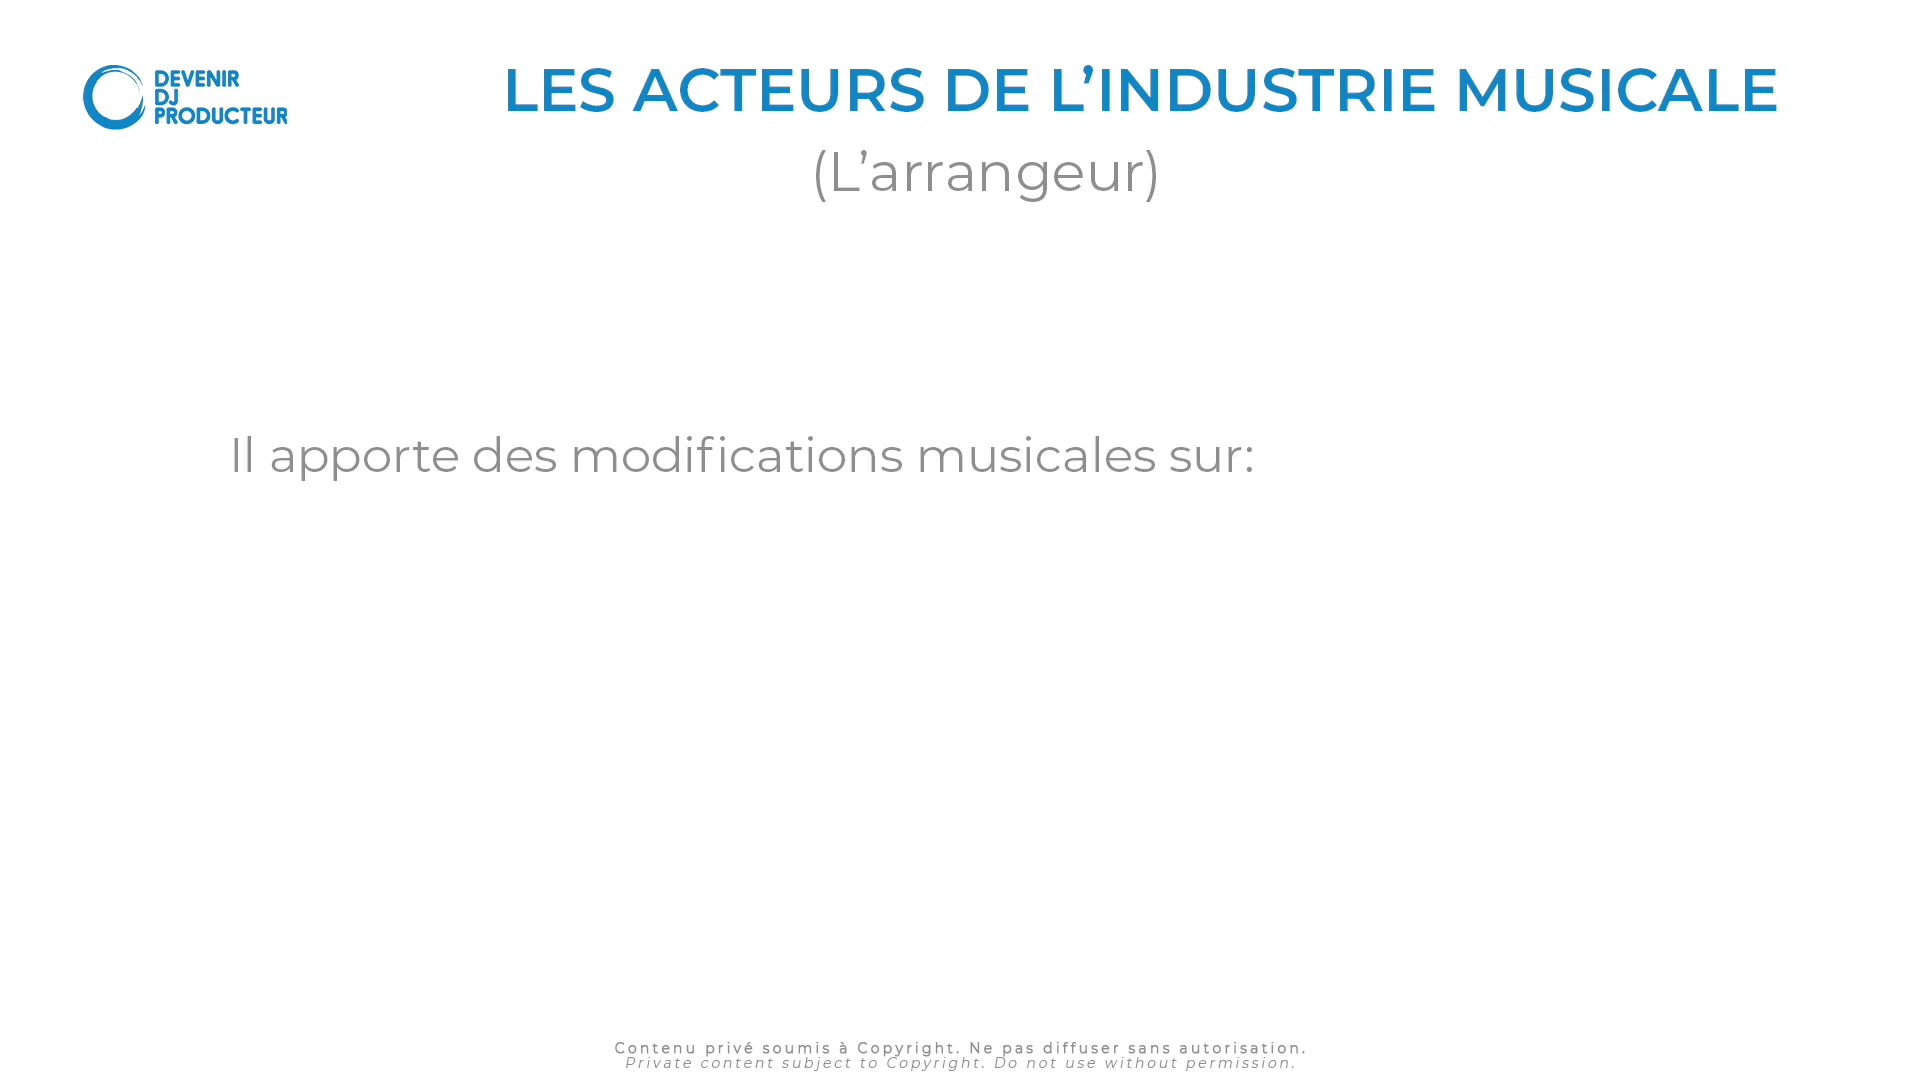 DEVENIR
DJ
PRODUCTEUR
LES ACTEURS DE L’INDUSTRIE MUSICALE
(L’arrangeur)
Il apporte des modifications musicales sur:
Contenu privé soumis à Copyright. Ne pas diffuser sans autorisation.
Private content subject to Copyright. Do not use without permission.